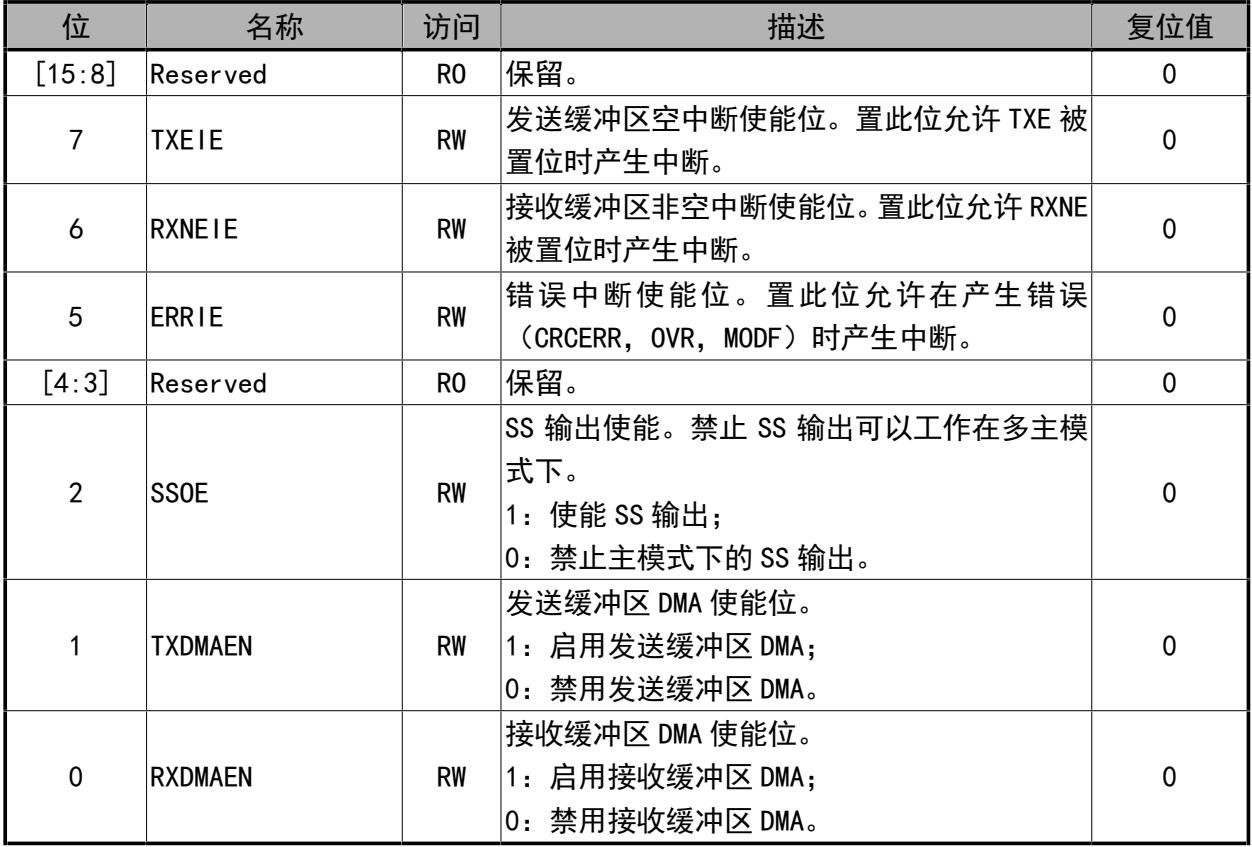 位 名称 访问 描述 复位值
[15:8] Reserved RO 保留。 0
7 TXEIE RW 发送缓冲区空中断使能位。置此位允许 TXE 被
置位时产生中断。 0
6 RXNEIE RW 接收缓冲区非空中断使能位。置此位允许 RXNE
被置位时产生中断。 0
5 ERRIE RW 错误中断使能位。置此位允许在产生错误
（CRCERR，OVR，MODF）时产生中断。 0
[4:3] Reserved RO 保留。 0
2 SSOE RW SS 输出使能。禁止 SS 输出可以工作在多主模
式下。
1：使能 SS 输出；
0：禁止主模式下的 SS 输出。 0
1 TXDMAEN RW 发送缓冲区 DMA 使能位。
1：启用发送缓冲区 DMA；
0：禁用发送缓冲区 DMA。 0
0 RXDMAEN RW 接收缓冲区 DMA 使能位。
1：启用接收缓冲区 DMA；
0：禁用接收缓冲区 DMA。 0